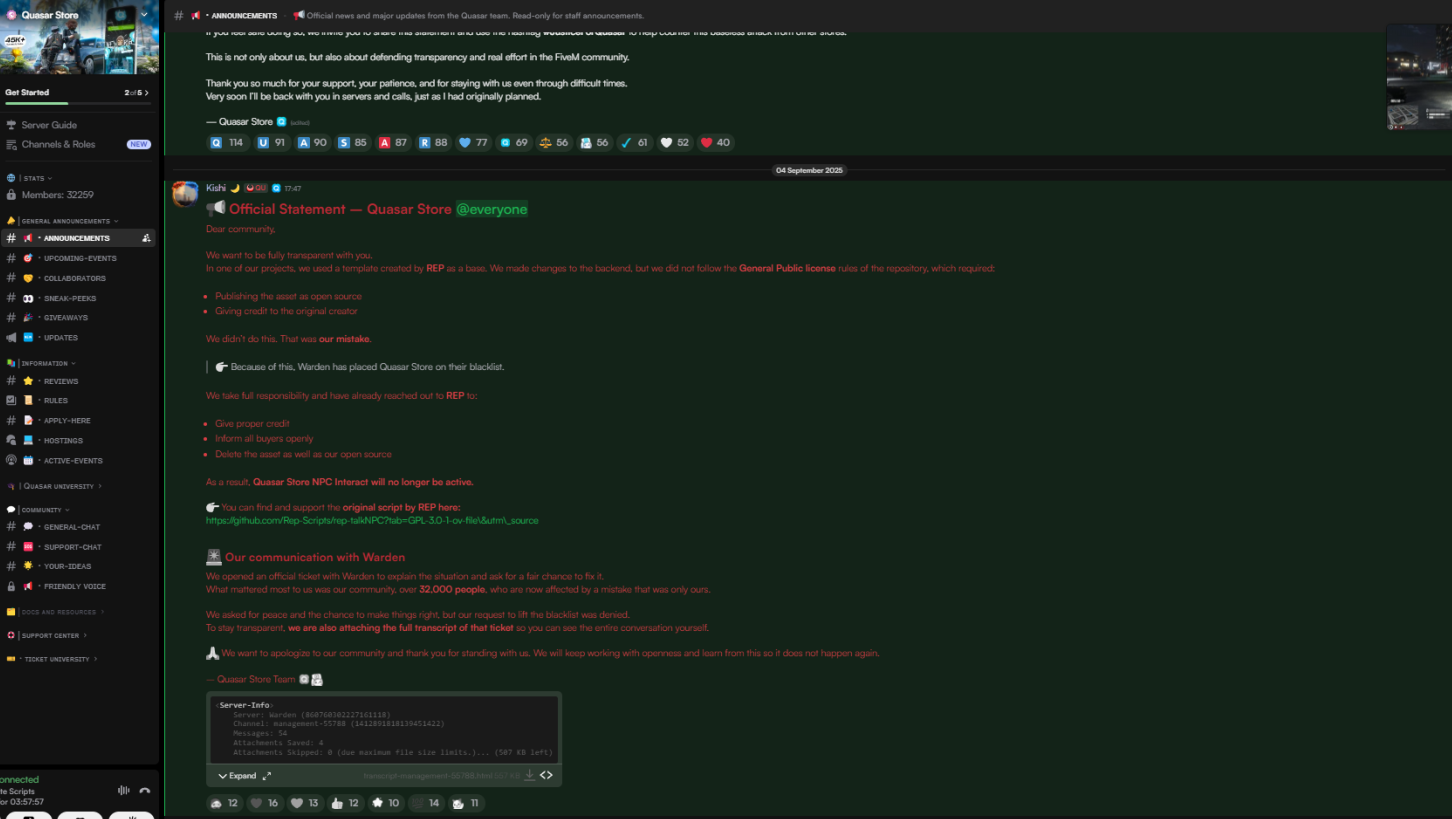 Quasar Store
45K+
Get Started
2 of 5
Server Guide
Channels & Roles
NEW
STATS
Members: 32259
GENERAL ANNOUNCEMENTS
ANNOUNCEMENTS
UPCOMING-EVENTS
COLLABORATORS
SNEAK-PEEKS
GIVEAWAYS
UPDATES
INFORMATION
REVIEWS
RULES
APPLY-HERE
HOSTINGS
ACTIVE-EVENTS
QUASAR UNIVERSITY
COMMUNITY
GENERAL-CHAT
SUPPORT-CHAT
YOUR-IDEAS
FRIENDLY VOICE
DOCS AND RESOURCES
SUPPORT CENTER
TICKET UNIVERSITY
onnected
te Scripts
or 03:57:57
# ANNOUNCEMENTS
Official news and major updates from the Quasar team. Read-only for staff announcements.
If you feel safe doing so, we invite you to share this statement and use the hashtag to help counter this baseless attack from other stores.
This is not only about us, but also about defending transparency and real effort in the FiveM community.
Thank you so much for your support, your patience, and for staying with us even through difficult times.
Very soon I'll be back with you in servers and calls, just as I had originally planned.
— Quasar Store (edited)
Q 114 U 91 A 90 S 85 A 87 R 88 77 69 56 56 61 52 40
04 September 2025
Kishi QU 17:47
Official Statement — Quasar Store @everyone
Dear community,
We want to be fully transparent with you.
In one of our projects, we used a template created by REP as a base. We made changes to the backend, but we did not follow the General Public license rules of the repository, which required:
• Publishing the asset as open source
• Giving credit to the original creator
We didn't do this. That was our mistake.
Because of this, Warden has placed Quasar Store on their blacklist.
We take full responsibility and have already reached out to REP to:
• Give proper credit
• Inform all buyers openly
• Delete the asset as well as our open source
As a result, Quasar Store NPC Interact will no longer be active.
You can find and support the original script by REP here:
https://github.com/Rep-Scripts/rep-talkNPC?tab=GPL-3.0-1-ov-file\&utm\_source
Our communication with Warden
We opened an official ticket with Warden to explain the situation and ask for a fair chance to fix it.
What mattered most to us was our community, over 32,000 people, who are now affected by a mistake that was only ours.
We asked for peace and the chance to make things right, but our request to lift the blacklist was denied.
To stay transparent, we are also attaching the full transcript of that ticket so you can see the entire conversation yourself.
We want to apologize to our community and thank you for standing with us. We will keep working with openness and learn from this so it does not happen again.
— Quasar Store Team
<Server-Info>
Server: Warden (860760302227161118)
Channel: management-55788 (1412891818139451422)
Messages: 54
Attachments Saved: 4
Attachments Skipped: 0 (due maximum file size limits.)... (507 KB left)
Expand
transcript-management-55788.html 557 KB
12 16 13 12 10 14 11